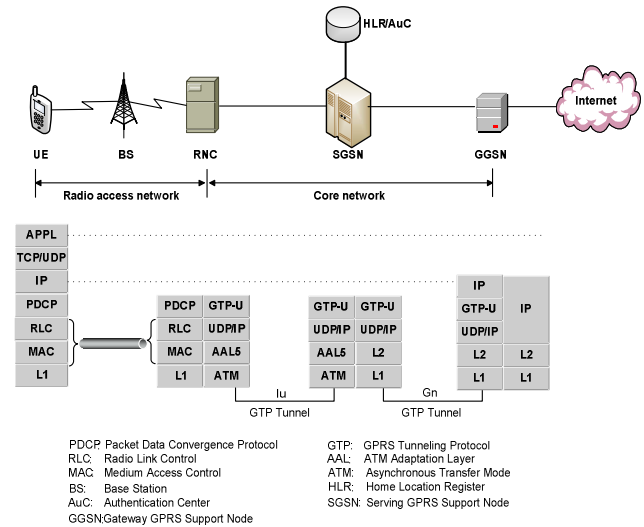 HLR/AuC
Internet
UE BS RNC SGSN GGSN
Radio access network Core network
APPL
TCP/UDP
IP IP
PDCP PDCP GTP-U GTP-U GTP-U GTP-U IP
RLC RLC UDP/IP UDP/IP UDP/IP UDP/IP
MAC MAC AAL5 AAL5 L2 L2 L2
L1 L1 ATM ATM L1 L1 L1
Iu Gn
GTP Tunnel GTP Tunnel
PDCP: Packet Data Convergence Protocol
RLC: Radio Link Control
MAC: Medium Access Control
BS: Base Station
AuC: Authentication Center
GGSN:Gateway GPRS Support Node
GTP: GPRS Tunneling Protocol
AAL: ATM Adaptation Layer
ATM: Asynchronous Transfer Mode
HLR: Home Location Register
SGSN: Serving GPRS Support Node